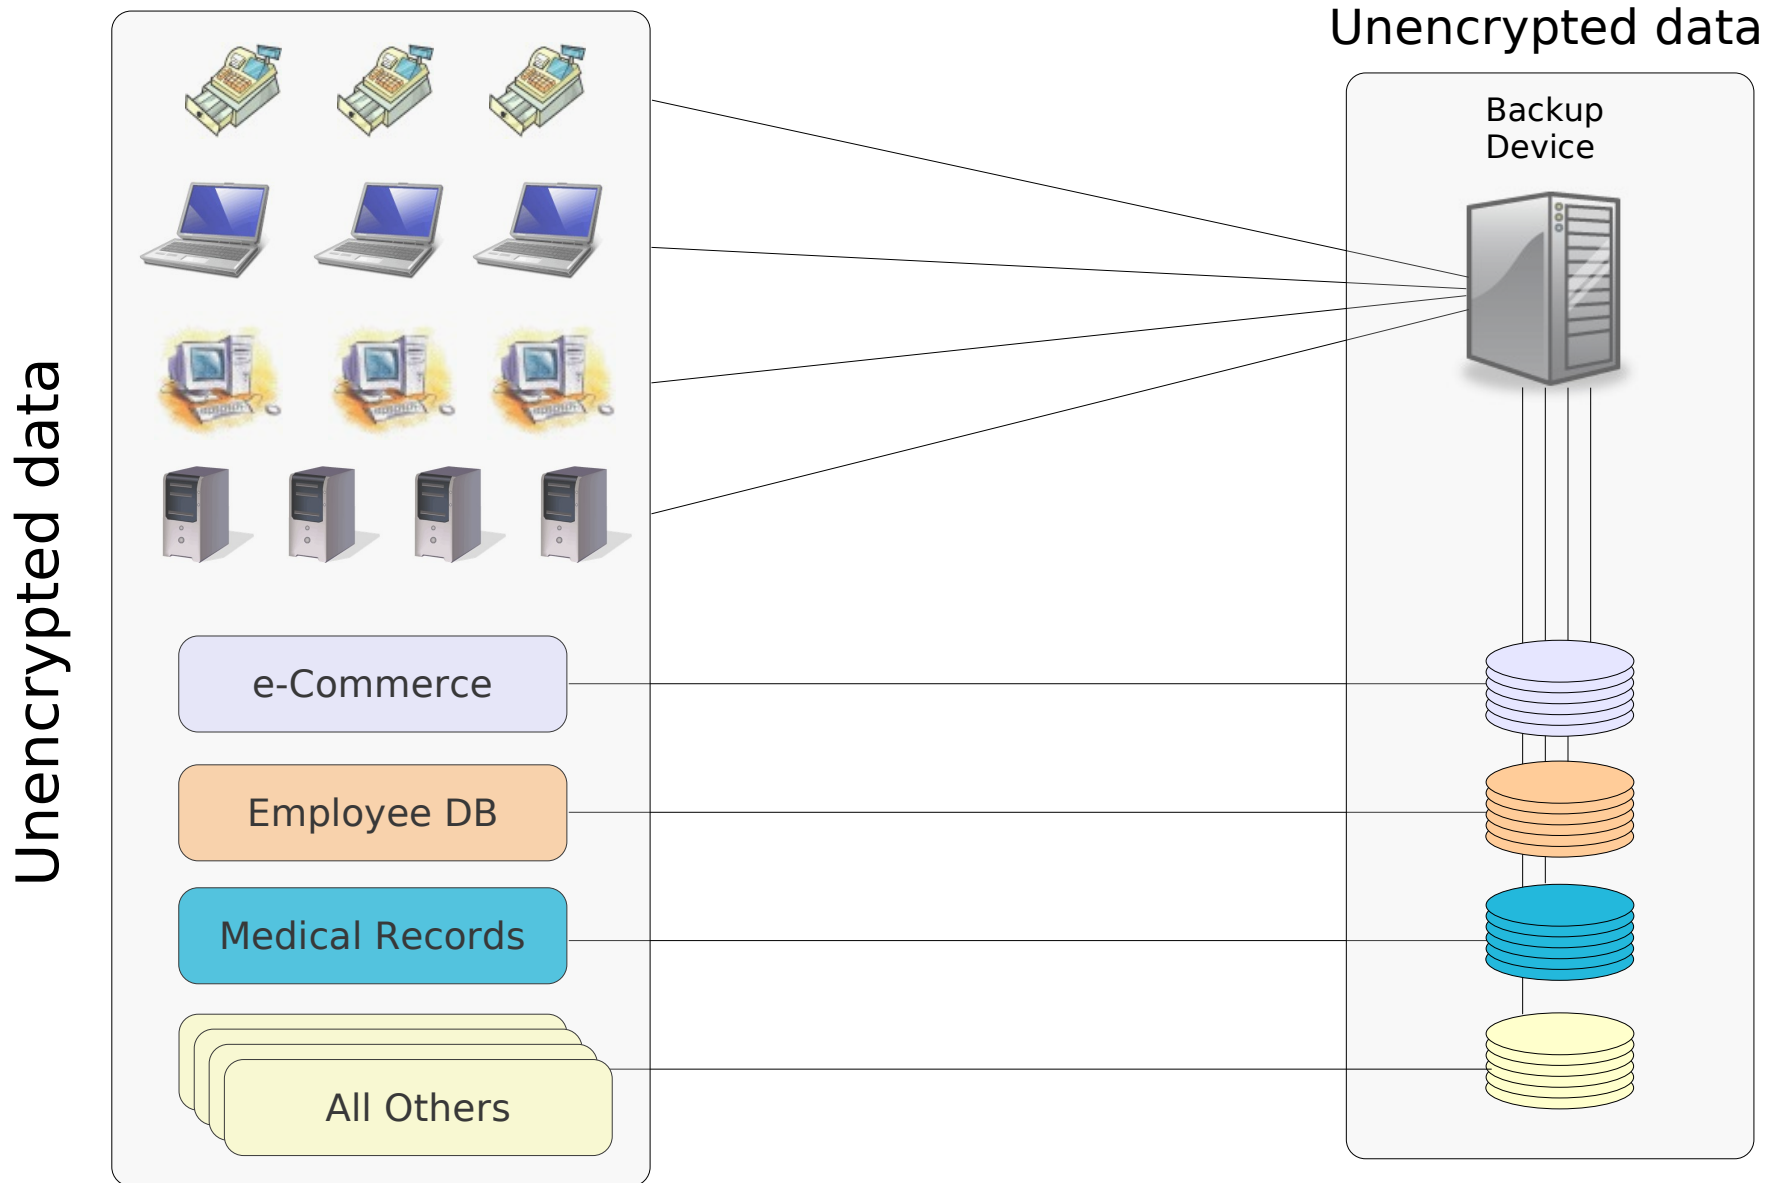 Unencrypted data
Unencrypted data
Backup
Device
e-Commerce
Employee DB
Medical Records
All Others